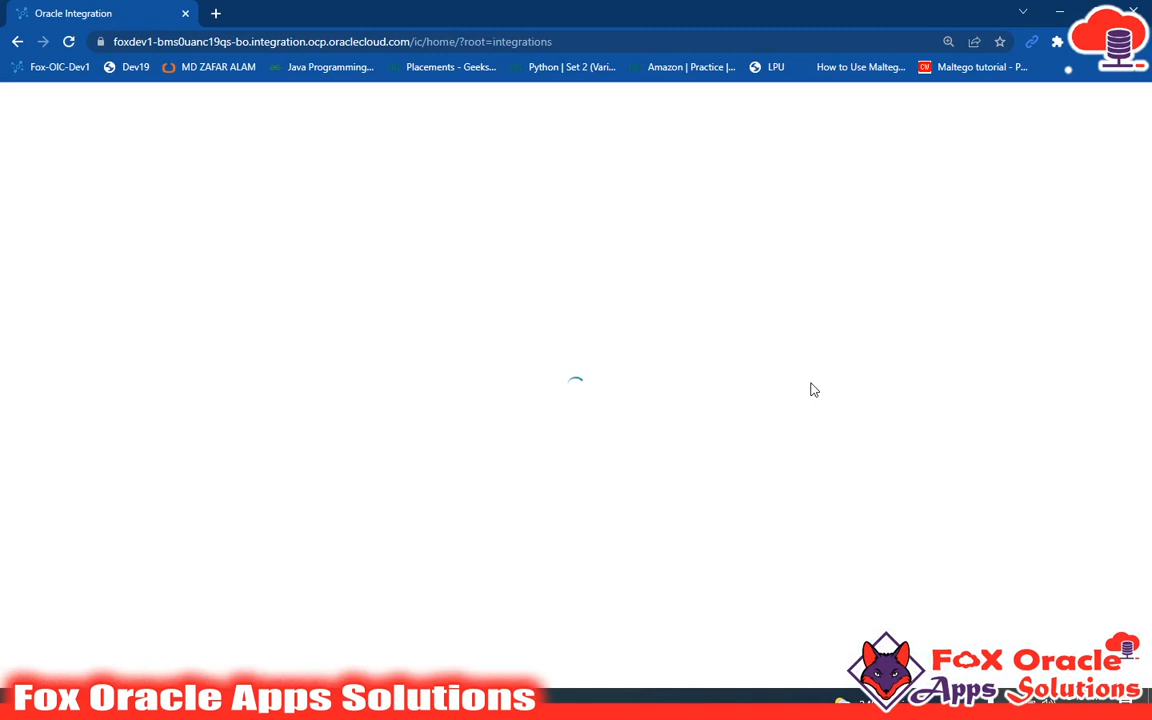 Oracle Integration
foxdev1-bms0uanc19qs-bo.integration.ocp.oraclecloud.com/ic/home/?root=integrations
Fox-OIC-Dev1 Dev19 MD ZAFAR ALAM Java Programming... Placements - Geeks... Python | Set 2 (Vari... Amazon | Practice |... LPU How to Use Malteg... CW Maltego tutorial - P...
Fox Oracle
Apps Solutions
Fox Oracle Apps Solutions